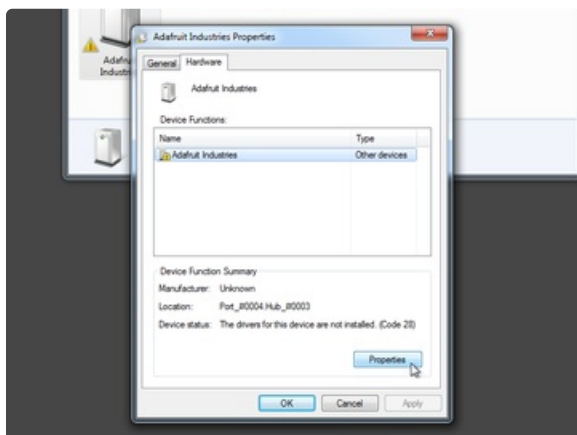 Adafruit Industries Properties
General Hardware
Adafruit Industries
Device Functions:
Name Type
Adafruit Industries Other devices
Device Function Summary
Manufacturer: Unknown
Location: Port_#0004.Hub_#0003
Device status: The drivers for this device are not installed. (Code 28)
Properties
OK Cancel Apply